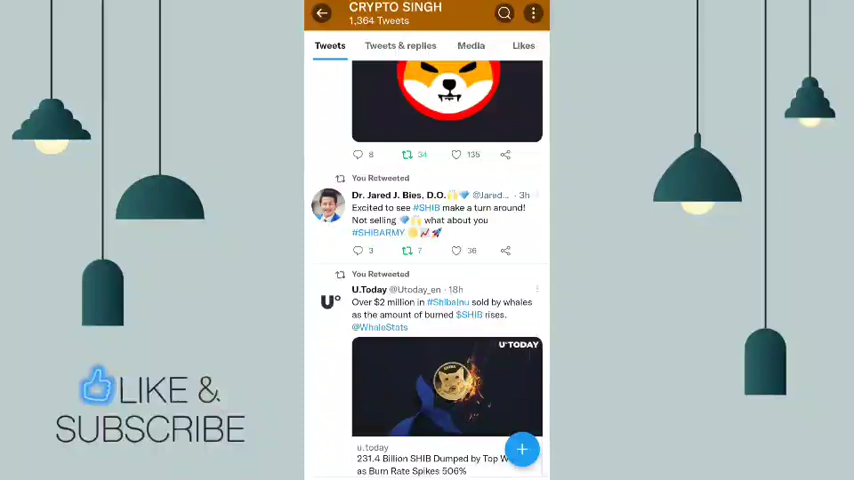 CRYPTO SINGH
1,364 Tweets
Tweets Tweets & replies Media Likes
8 34 135
You Retweeted
Dr. Jared J. Bies, D.O.🙌💎 @Jared... · 3h
Excited to see #SHIB make a turn around!
Not selling 💎🙌 what about you
#SHIBARMY 🌕📈🚀
3 7 36
You Retweeted
U.Today @Utoday_en · 18h
U°
Over $2 million in #ShibaInu sold by whales
as the amount of burned $SHIB rises.
@WhaleStats
U°TODAY
u.today
231.4 Billion SHIB Dumped by Top
as Burn Rate Spikes 506%
LIKE &
SUBSCRIBE